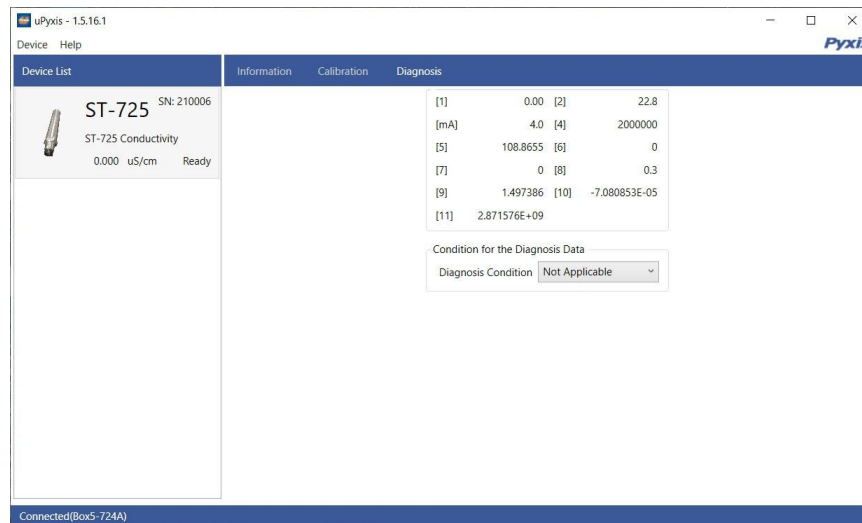 uPyxis - 1.5.16.1
Device Help
Pyxis
Device List Information Calibration Diagnosis
ST-725 SN: 210006
ST-725 Conductivity
0.000 uS/cm Ready
[1] 0.00 [2] 22.8
[mA] 4.0 [4] 2000000
[5] 108.8655 [6] 0
[7] 0 [8] 0.3
[9] 1.497386 [10] -7.080853E-05
[11] 2.871576E+09
Condition for the Diagnosis Data
Diagnosis Condition Not Applicable
Connected(Box5-724A)